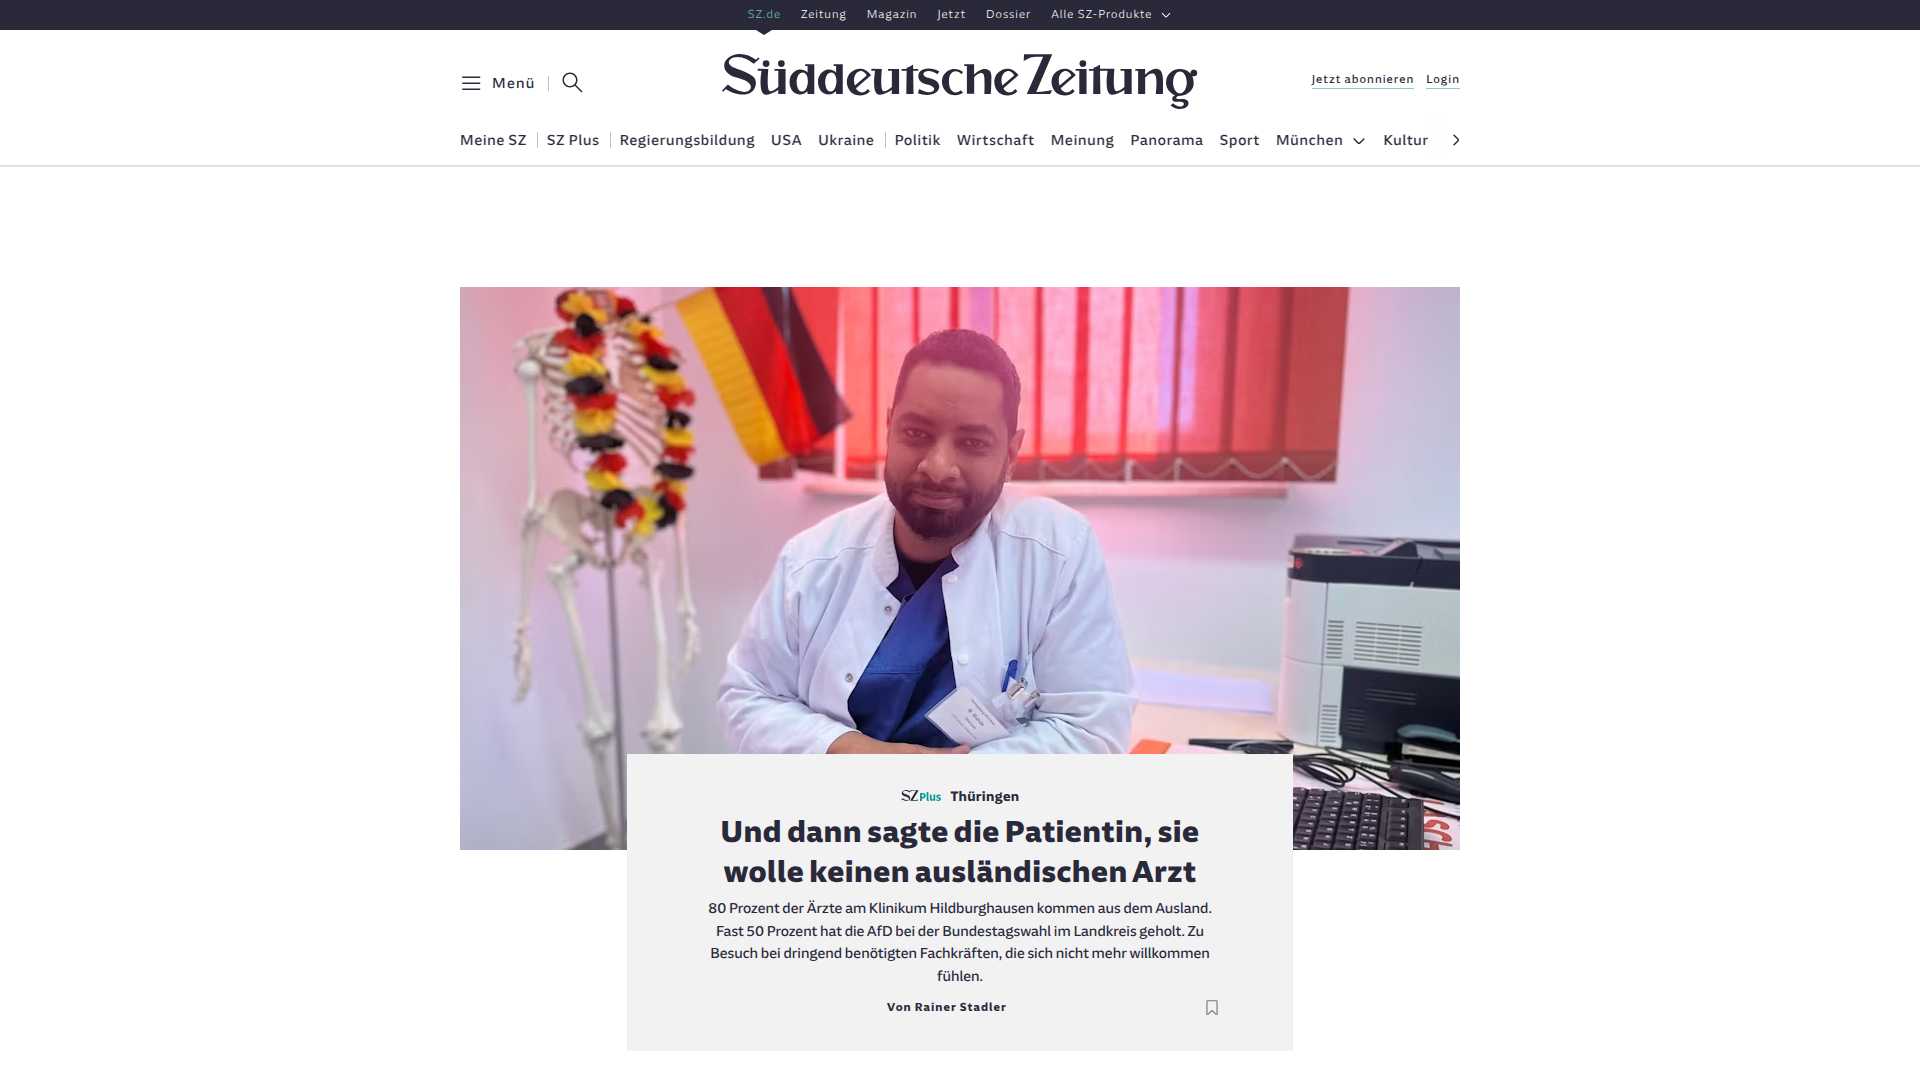 SZ.de Zeitung Magazin Jetzt Dossier Alle SZ-Produkte
Menü
Süddeutsche Zeitung
Jetzt abonnieren Login
Meine SZ SZ Plus Regierungsbildung USA Ukraine Politik Wirtschaft Meinung Panorama Sport München Kultur
SZ Plus Thüringen
Und dann sagte die Patientin, sie
wolle keinen ausländischen Arzt
80 Prozent der Ärzte am Klinikum Hildburghausen kommen aus dem Ausland.
Fast 50 Prozent hat die AfD bei der Bundestagswahl im Landkreis geholt. Zu
Besuch bei dringend benötigten Fachkräften, die sich nicht mehr willkommen
fühlen.
Von Rainer Stadler